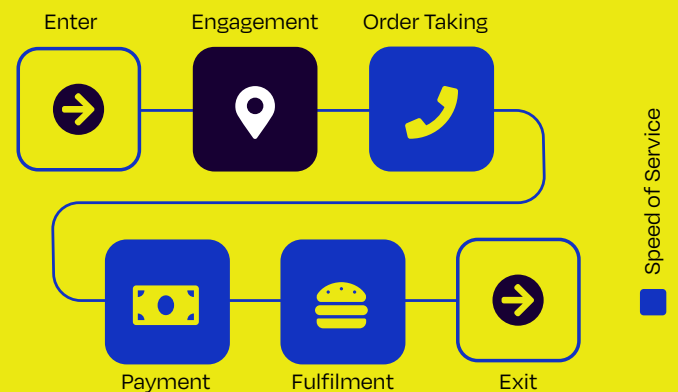 Enter
Engagement
Order Taking
Speed of Service
Payment
Fulfilment
Exit